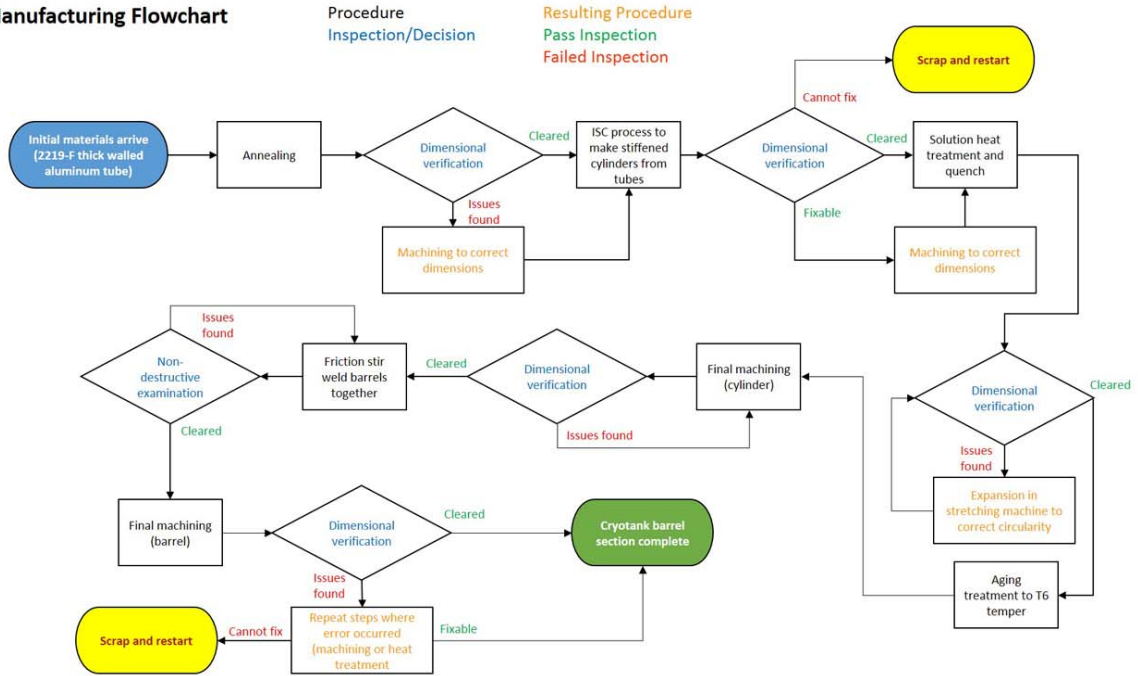 anufacturing Flowchart
Procedure
Inspection/Decision
Resulting Procedure
Pass Inspection
Failed Inspection
Scrap and restart
Cannot fix
Initial materials arrive
(2219-F thick walled
aluminum tube)
Annealing
Dimensional
verification
Cleared
ISC process to
make stiffened
cylinders from
tubes
Dimensional
verification
Cleared
Solution heat
treatment and
quench
Issues
found
Fixable
Machining to correct
dimensions
Machining to correct
dimensions
Issues
found
Non-
destructive
examination
Friction stir
weld barrels
together
Cleared
Dimensional
verification
Final machining
(cylinder)
Dimensional
verification
Cleared
Cleared
Issues found
Issues
found
Expansion in
stretching machine to
correct circularity
Final machining
(barrel)
Dimensional
verification
Cleared
Cryotank barrel
section complete
Issues
found
Aging
treatment to T6
temper
Scrap and restart
Cannot fix
Repeat steps where
error occurred
(machining or heat
treatment
Fixable